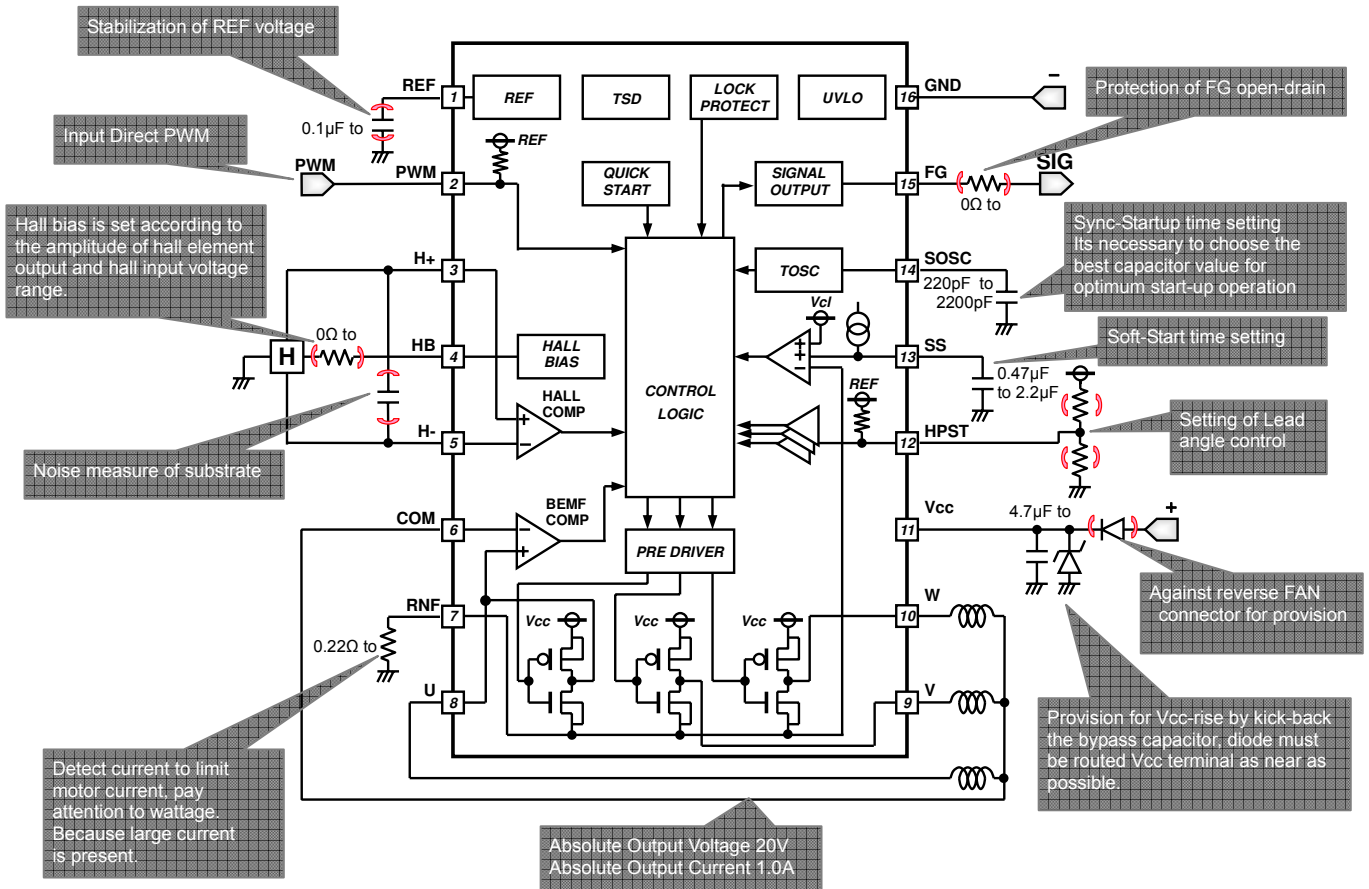 Stabilization of REF voltage
REF
1
0.1µF to
REF
TSD
LOCK
PROTECT
UVLO
16
GND
−
Protection of FG open-drain
Input Direct PWM
PWM
PWM
2
REF
QUICK
START
SIGNAL
OUTPUT
15
FG
SIG
0Ω to
Hall bias is set according to
the amplitude of hall element
output and hall input voltage
range.
H+
3
TOSC
14
SOSC
220pF to
2200pF
Sync-Startup time setting
Its necessary to choose the
best capacitor value for
optimum start-up operation
Vcl
0Ω to
H
HB
4
HALL
BIAS
CONTROL
LOGIC
+
+
−
13
SS
0.47µF
to 2.2µF
Soft-Start time setting
HALL
COMP
+
−
H-
5
REF
12
HPST
Setting of Lead
angle control
Noise measure of substrate
COM
6
BEMF
COMP
−
+
PRE DRIVER
11
Vcc
4.7µF to
+
Against reverse FAN
connector for provision
RNF
7
0.22Ω to
Vcc
Vcc
Vcc
10
W
U
8
9
V
Provision for Vcc-rise by kick-back
the bypass capacitor, diode must
be routed Vcc terminal as near as
possible.
Detect current to limit
motor current, pay
attention to wattage.
Because large current
is present.
Absolute Output Voltage 20V
Absolute Output Current 1.0A